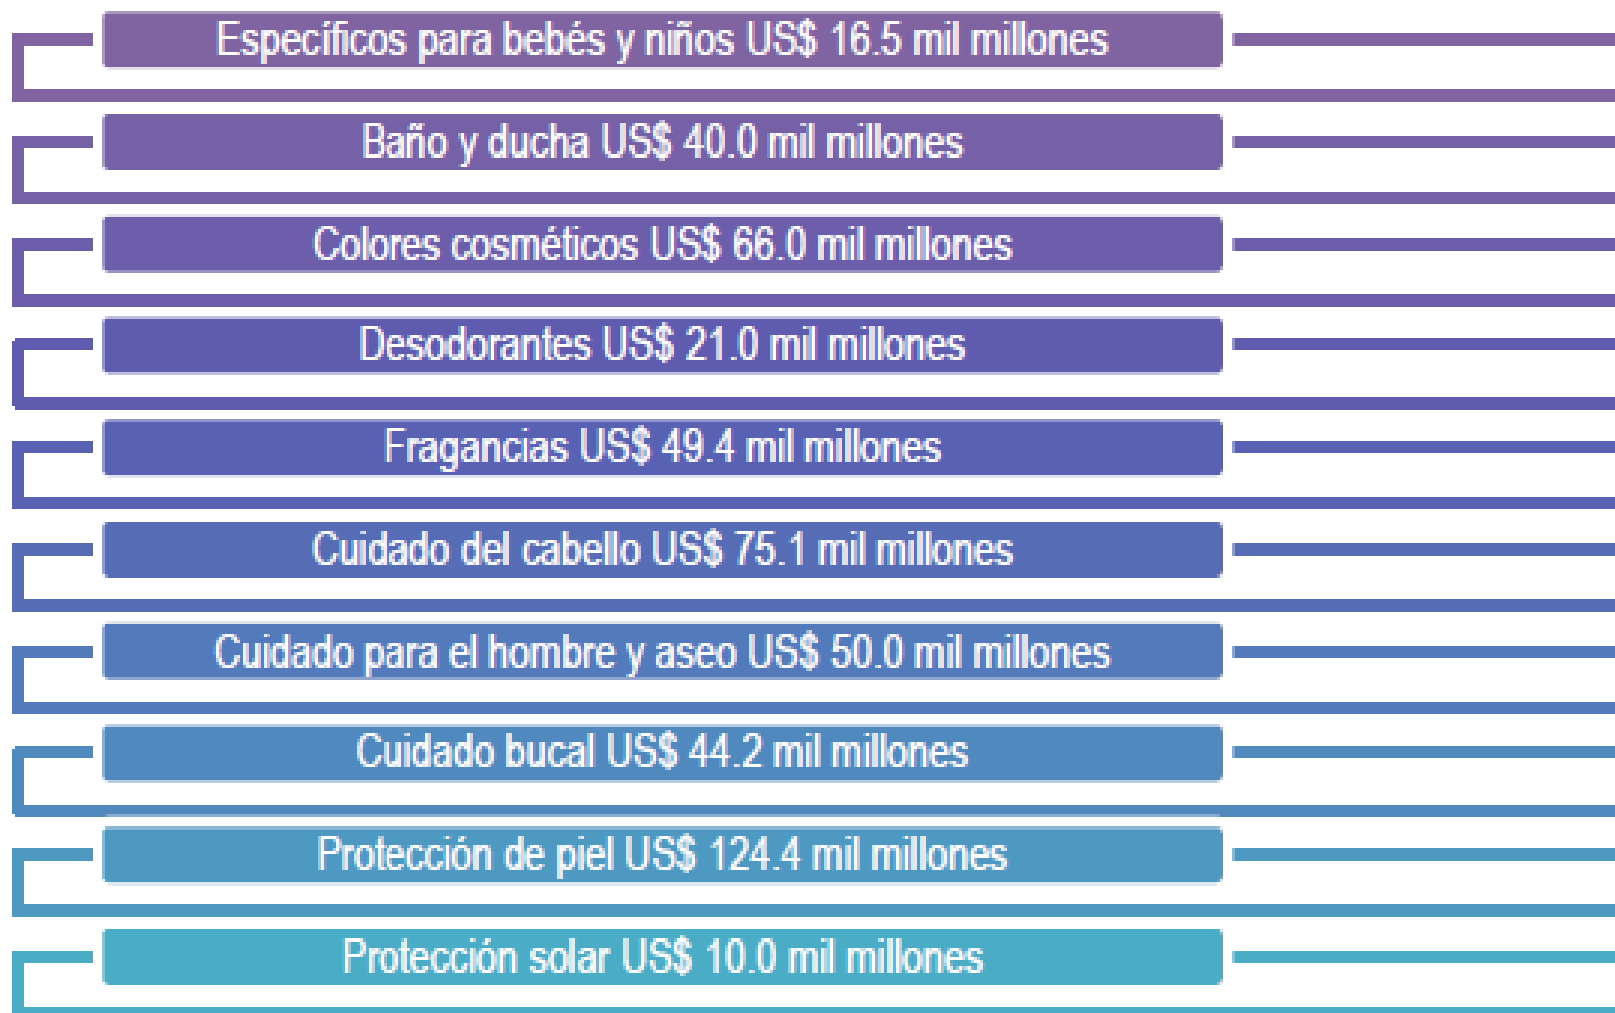 Específicos para bebés y niños US$ 16.5 mil millones
Baño y ducha US$ 40.0 mil millones
Colores cosméticos US$ 66.0 mil millones
Desodorantes US$ 21.0 mil millones
Fragancias US$ 49.4 mil millones
Cuidado del cabello US$ 75.1 mil millones
Cuidado para el hombre y aseo US$ 50.0 mil millones
Cuidado bucal US$ 44.2 mil millones
Protección de piel US$ 124.4 mil millones
Protección solar US$ 10.0 mil millones